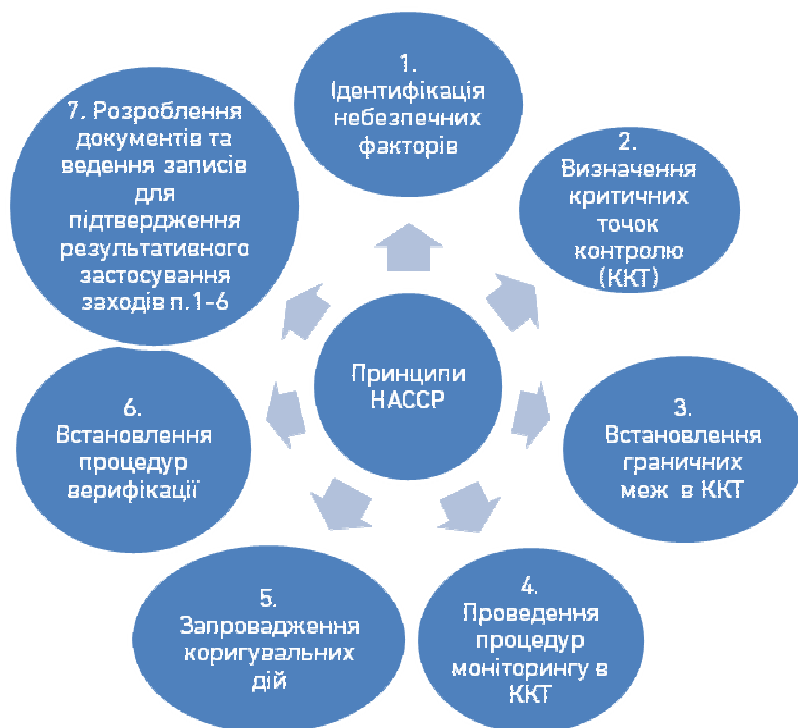 Принципи
НАССР
1.
Ідентифікація
небезпечних
факторів
2.
Визначення
критичних
точок
контролю
(ККТ)
3.
Встановлення
граничних
меж в ККТ
4.
Проведення
процедур
моніторингу в
ККТ
5.
Запровадження
коригувальних
дій
6.
Встановлення
процедур
верифікації
7. Розроблення
документів та
ведення записів
для
підтвердження
результативного
застосування
заходів п.1-6